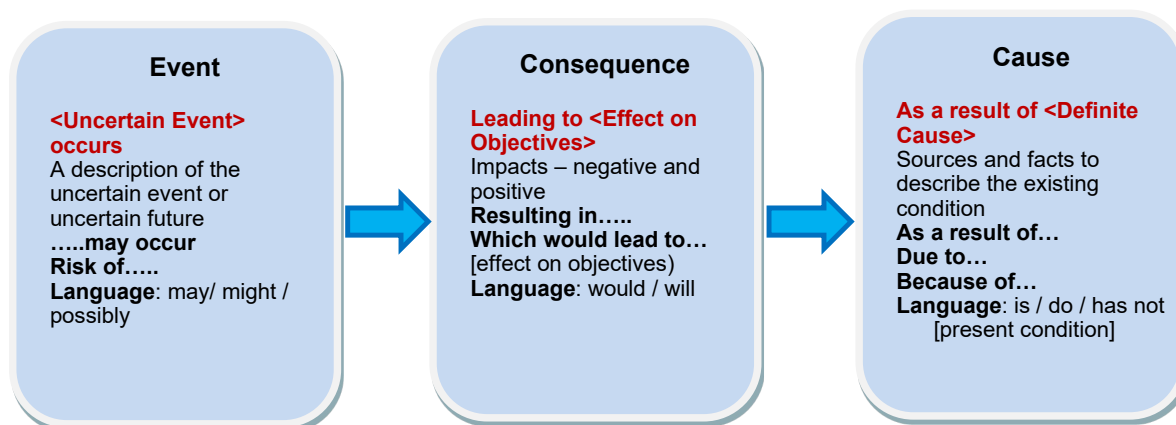 Event
<Uncertain Event>
occurs
A description of the
uncertain event or
uncertain future
…..may occur
Risk of…..
Language: may/ might /
possibly
Consequence
Leading to <Effect on
Objectives>
Impacts – negative and
positive
Resulting in…..
Which would lead to…
[effect on objectives)
Language: would / will
Cause
As a result of <Definite
Cause>
Sources and facts to
describe the existing
condition
As a result of…
Due to…
Because of…
Language: is / do / has not
[present condition]